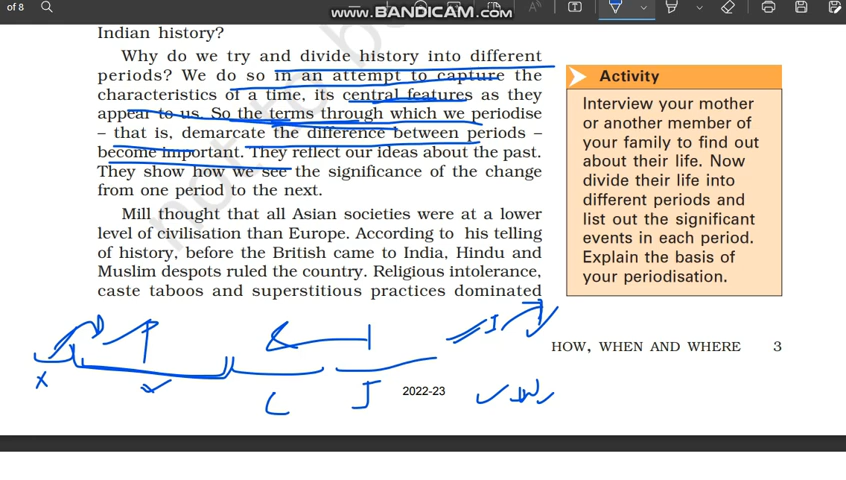 of 8
WWW.BANDICAM.COM
Indian history?
Why do we try and divide history into different
periods? We do so in an attempt to capture the
characteristics of a time, its central features as they
appear to us. So the terms through which we periodise
– that is, demarcate the difference between periods –
become important. They reflect our ideas about the past.
They show how we see the significance of the change
from one period to the next.
Mill thought that all Asian societies were at a lower
level of civilisation than Europe. According to his telling
of history, before the British came to India, Hindu and
Muslim despots ruled the country. Religious intolerance,
caste taboos and superstitious practices dominated
Activity
Interview your mother
or another member of
your family to find out
about their life. Now
divide their life into
different periods and
list out the significant
events in each period.
Explain the basis of
your periodisation.
HOW, WHEN AND WHERE 3
2022-23